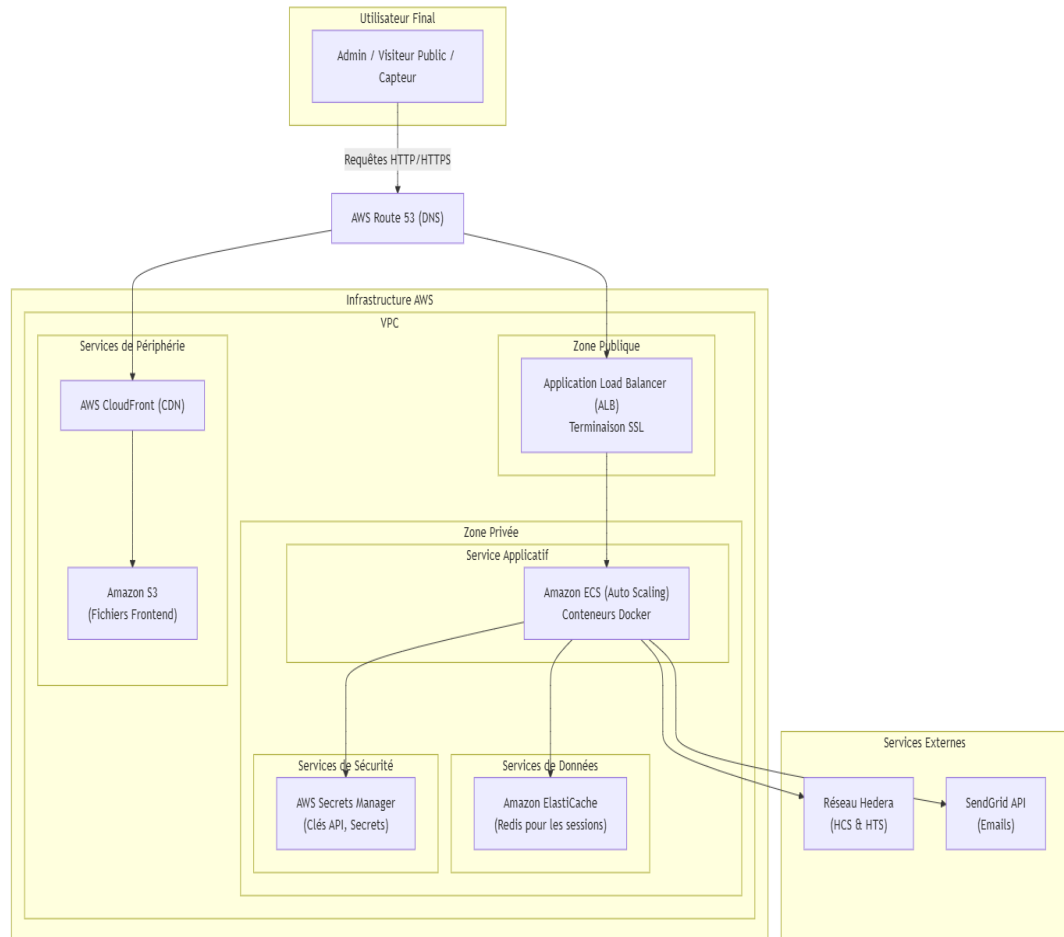 Utilisateur Final
Admin / Visiteur Public /
Capteur
Requêtes HTTP/HTTPS
AWS Route 53 (DNS)
Infrastructure AWS
VPC
Services de Périphérie
AWS CloudFront (CDN)
Amazon S3
(Fichiers Frontend)
Zone Publique
Application Load Balancer
(ALB)
Terminaison SSL
Zone Privée
Service Applicatif
Amazon ECS (Auto Scaling)
Conteneurs Docker
Services de Sécurité
AWS Secrets Manager
(Clés API, Secrets)
Services de Données
Amazon ElastiCache
(Redis pour les sessions)
Services Externes
Réseau Hedera
(HCS & HTS)
SendGrid API
(Emails)